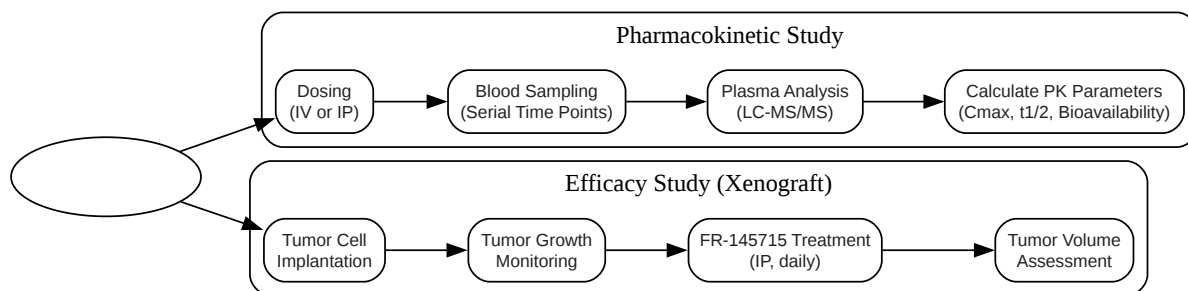 Pharmacokinetic Study
Dosing
(IV or IP)
Blood Sampling
(Serial Time Points)
Plasma Analysis
(LC-MS/MS)
Calculate PK Parameters
(Cmax, t1/2, Bioavailability)
Efficacy Study (Xenograft)
Tumor Cell
Implantation
Tumor Growth
Monitoring
FR-145715 Treatment
(IP, daily)
Tumor Volume
Assessment